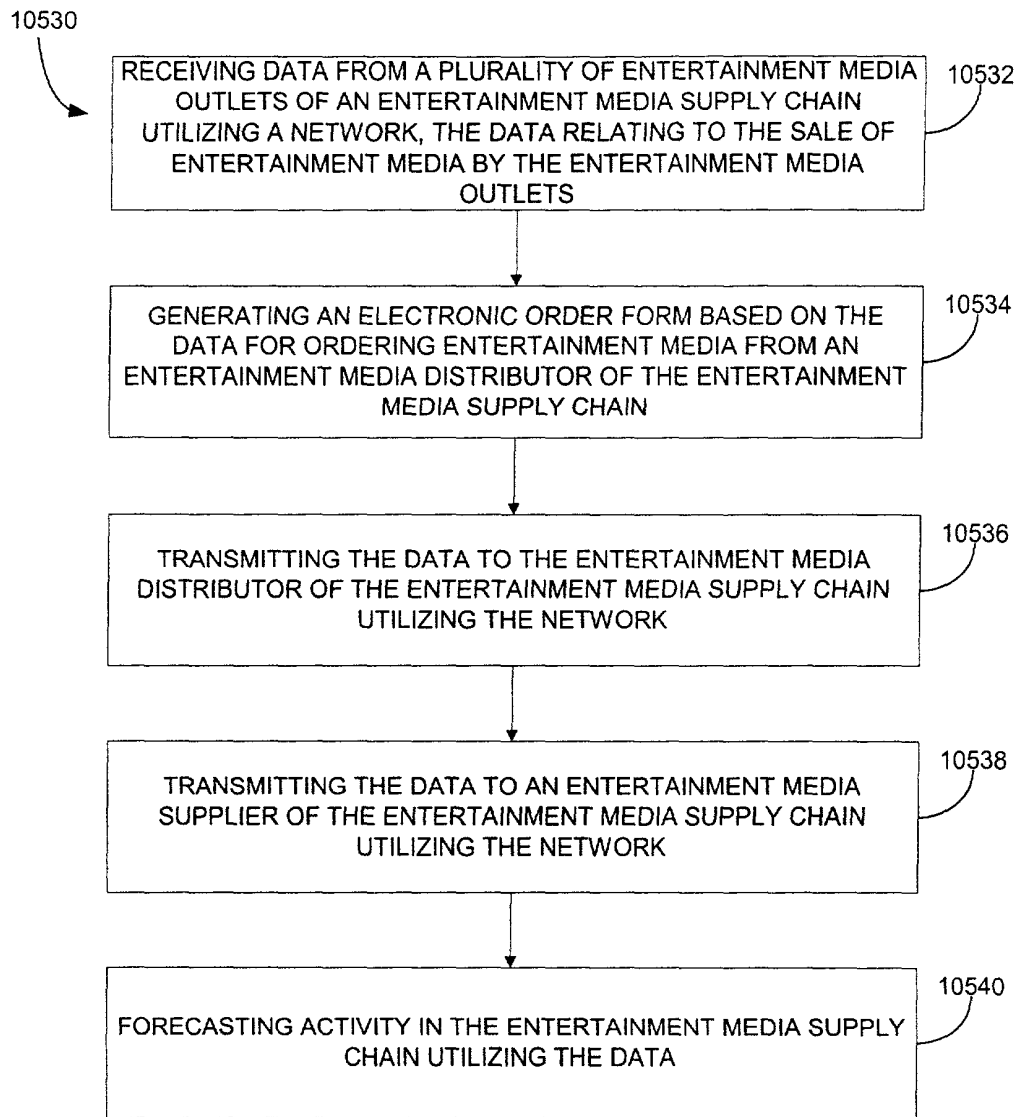 10530
RECEIVING DATA FROM A PLURALITY OF ENTERTAINMENT MEDIA
OUTLETS OF AN ENTERTAINMENT MEDIA SUPPLY CHAIN
UTILIZING A NETWORK, THE DATA RELATING TO THE SALE OF
ENTERTAINMENT MEDIA BY THE ENTERTAINMENT MEDIA
OUTLETS
10532
GENERATING AN ELECTRONIC ORDER FORM BASED ON THE
DATA FOR ORDERING ENTERTAINMENT MEDIA FROM AN
ENTERTAINMENT MEDIA DISTRIBUTOR OF THE ENTERTAINMENT
MEDIA SUPPLY CHAIN
10534
TRANSMITTING THE DATA TO THE ENTERTAINMENT MEDIA
DISTRIBUTOR OF THE ENTERTAINMENT MEDIA SUPPLY CHAIN
UTILIZING THE NETWORK
10536
TRANSMITTING THE DATA TO AN ENTERTAINMENT MEDIA
SUPPLIER OF THE ENTERTAINMENT MEDIA SUPPLY CHAIN
UTILIZING THE NETWORK
10538
FORECASTING ACTIVITY IN THE ENTERTAINMENT MEDIA SUPPLY
CHAIN UTILIZING THE DATA
10540